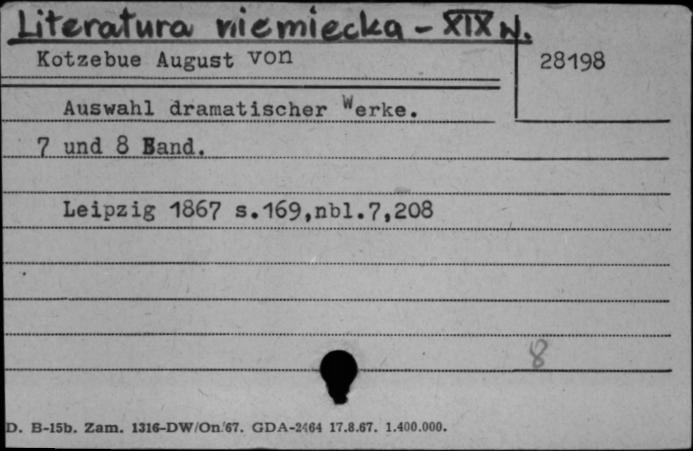 Literatura niemiecka - XIX w.
Kotzebue August von
28198
Auswahl dramatischer Werke.
7 und 8 Band.
Leipzig 1867 s.169,nbl.7,208
8
D. B-15b. Zam. 1316-DW/On/67. GDA-2464 17.8.67. 1.400.000.